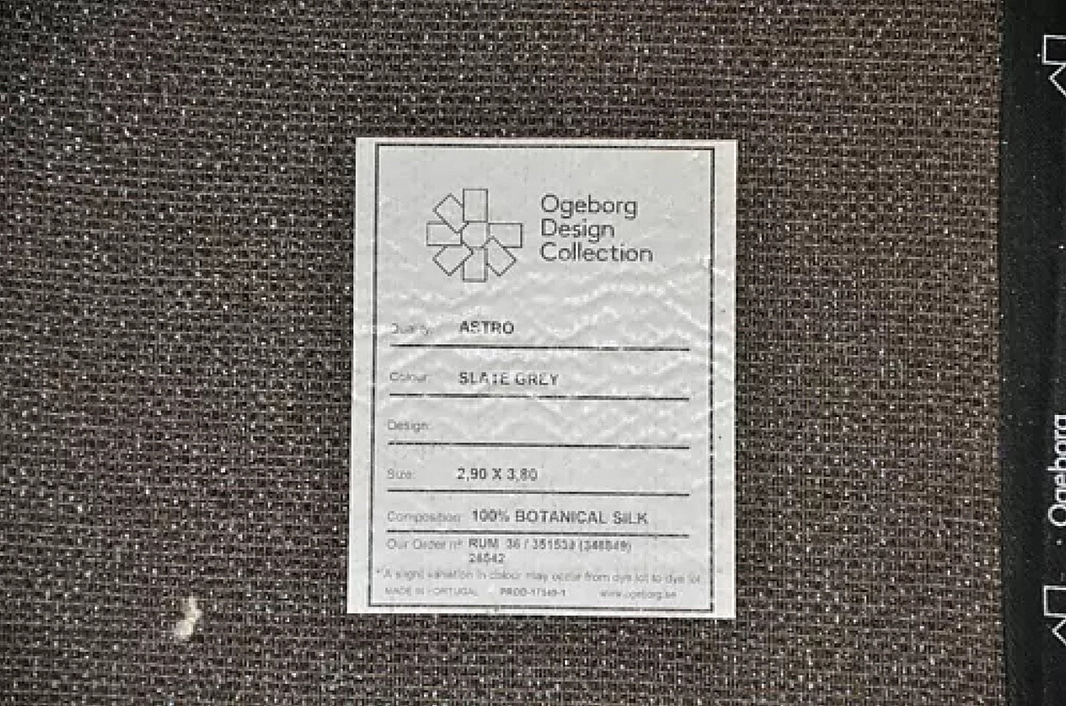 Ogeborg
Design
Collection
Quality: ASTRO
Colour: SLATE GREY
Design:
Size: 2,90 X 3,80
Composition: 100% BOTANICAL SILK
Our Order nº: RUM 36 /
*A slight variation in colour may occur from dye lot to dye lot
MADE IN PORTUGAL www.ogeborg.se
Ogeborg